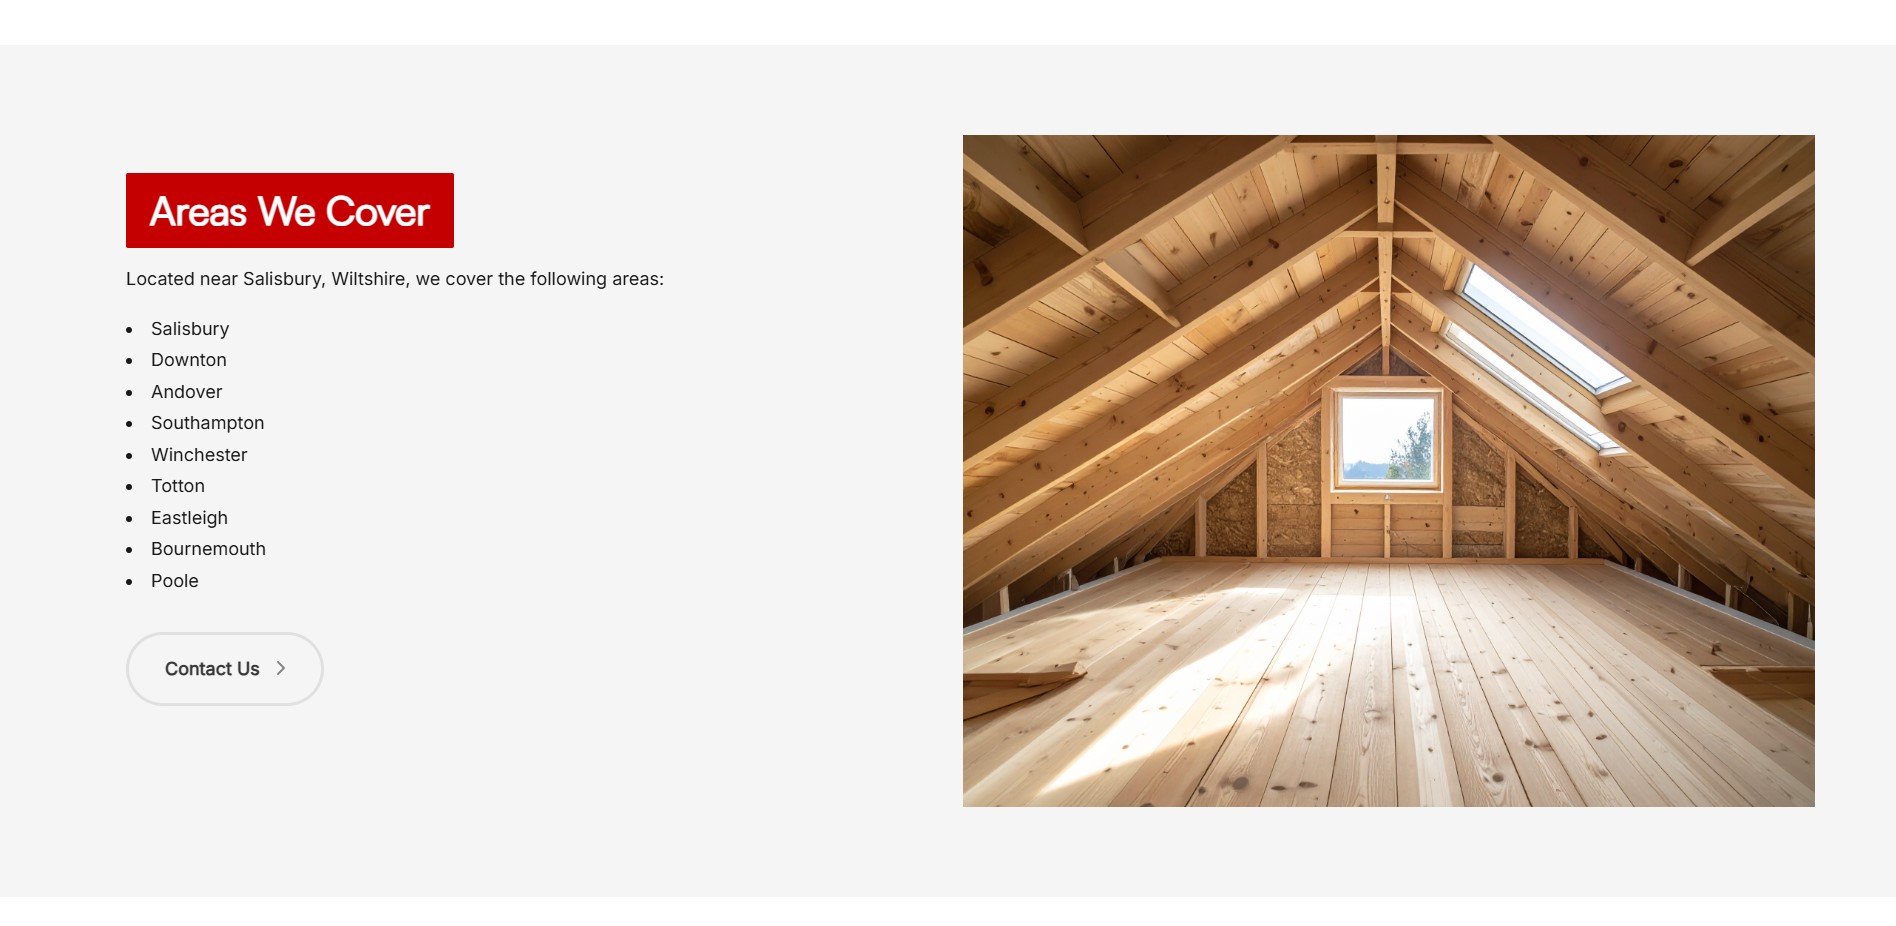 Areas We Cover
Located near Salisbury, Wiltshire, we cover the following areas:
Salisbury
Downton
Andover
Southampton
Winchester
Totton
Eastleigh
Bournemouth
Poole
Contact Us